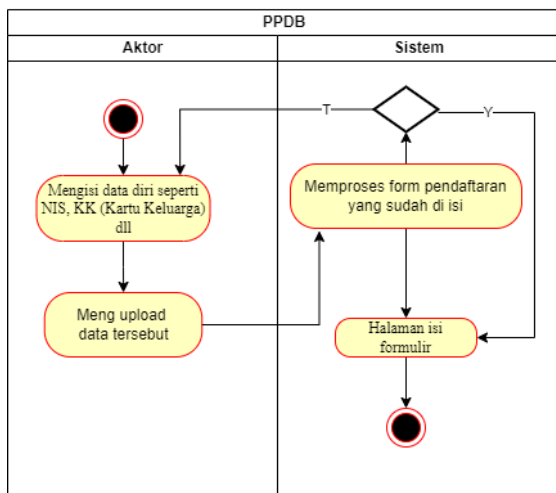 PPDB
Aktor
Sistem
T
Y
Mengisi data diri seperti
NIS, KK (Kartu Keluarga)
dll
Memproses form pendaftaran
yang sudah di isi
Meng upload
data tersebut
Halaman isi
formulir